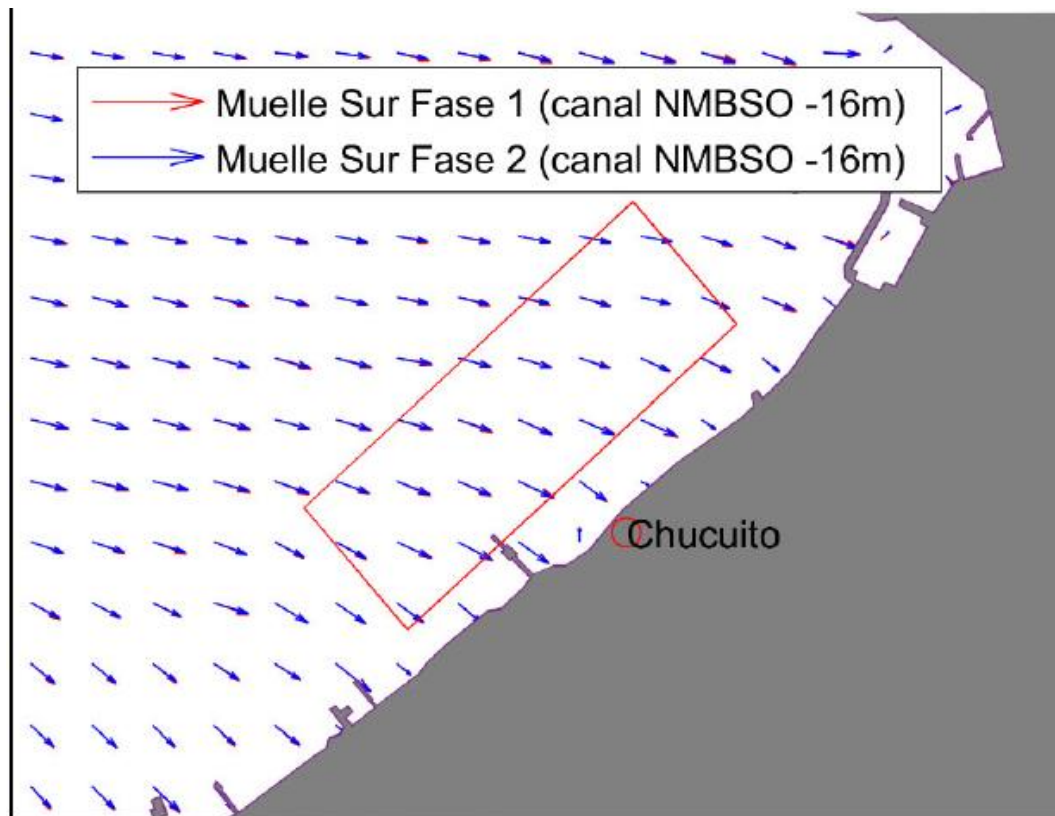 Muelle Sur Fase 1 (canal NMBSO -16m)
Muelle Sur Fase 2 (canal NMBSO -16m)
Chucuito